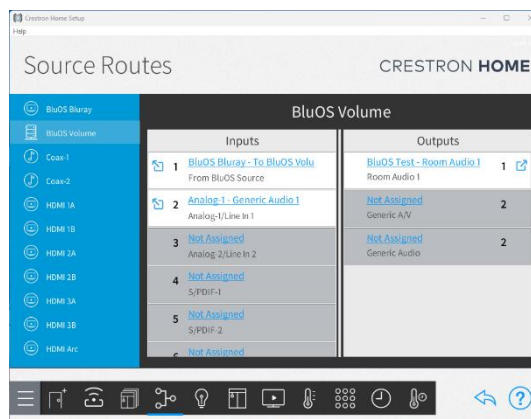 Crestron Home Setup
Help
Source Routes
CRESTRON HOME
BluOS Bluray
BluOS Volume
Coax-1
Coax-2
HDMI 1A
HDMI 1B
HDMI 2A
HDMI 2B
HDMI 3A
HDMI 3B
HDMI Arc
BluOS Volume
Inputs
1 BluOS Bluray - To BluOS Volu
From BluOS Source
2 Analog-1 - Generic Audio 1
Analog-1/Line In 1
3 Not Assigned
Analog-2/Line In 2
4 Not Assigned
S/PDIF-1
5 Not Assigned
S/PDIF-2
Not Assigned
Outputs
BluOS Test - Room Audio 1 1
Room Audio 1
Not Assigned 2
Generic A/V
Not Assigned 2
Generic Audio
?